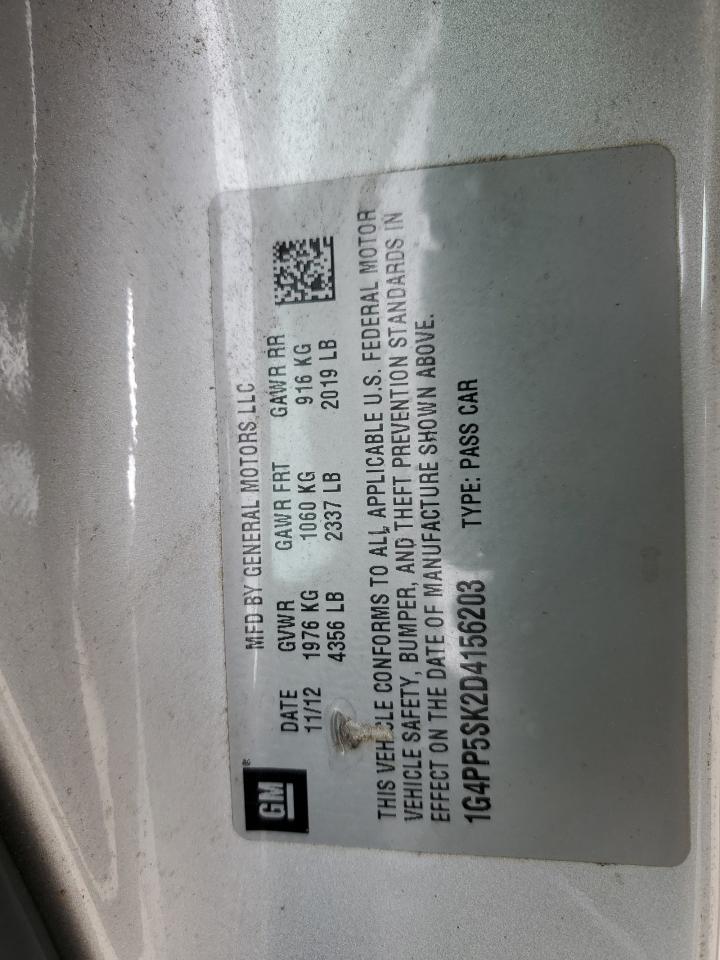 GM ®
MFD BY GENERAL MOTORS LLC
DATE GVWR GAWR FRT GAWR RR
11/12 1976 KG 1060 KG 916 KG
4356 LB 2337 LB 2019 LB
THIS VEHICLE CONFORMS TO ALL APPLICABLE U.S. FEDERAL MOTOR
VEHICLE SAFETY, BUMPER, AND THEFT PREVENTION STANDARDS IN
EFFECT ON THE DATE OF MANUFACTURE SHOWN ABOVE.
1G4PP5SK2D4156203 TYPE: PASS CAR